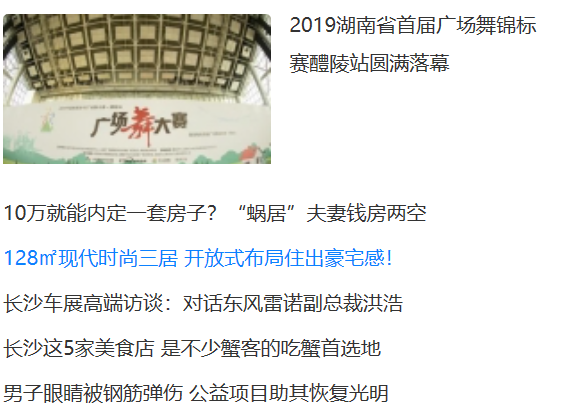 2019湖南省首届广场舞锦标
赛醴陵站圆满落幕
广场舞大赛
10万就能内定一套房子？“蜗居”夫妻钱房两空
128㎡现代时尚三居 开放式布局住出豪宅感！
长沙车展高端访谈：对话东风雷诺副总裁洪浩
长沙这5家美食店 是不少蟹客的吃蟹首选地
男子眼睛被钢筋弹伤 公益项目助其恢复光明